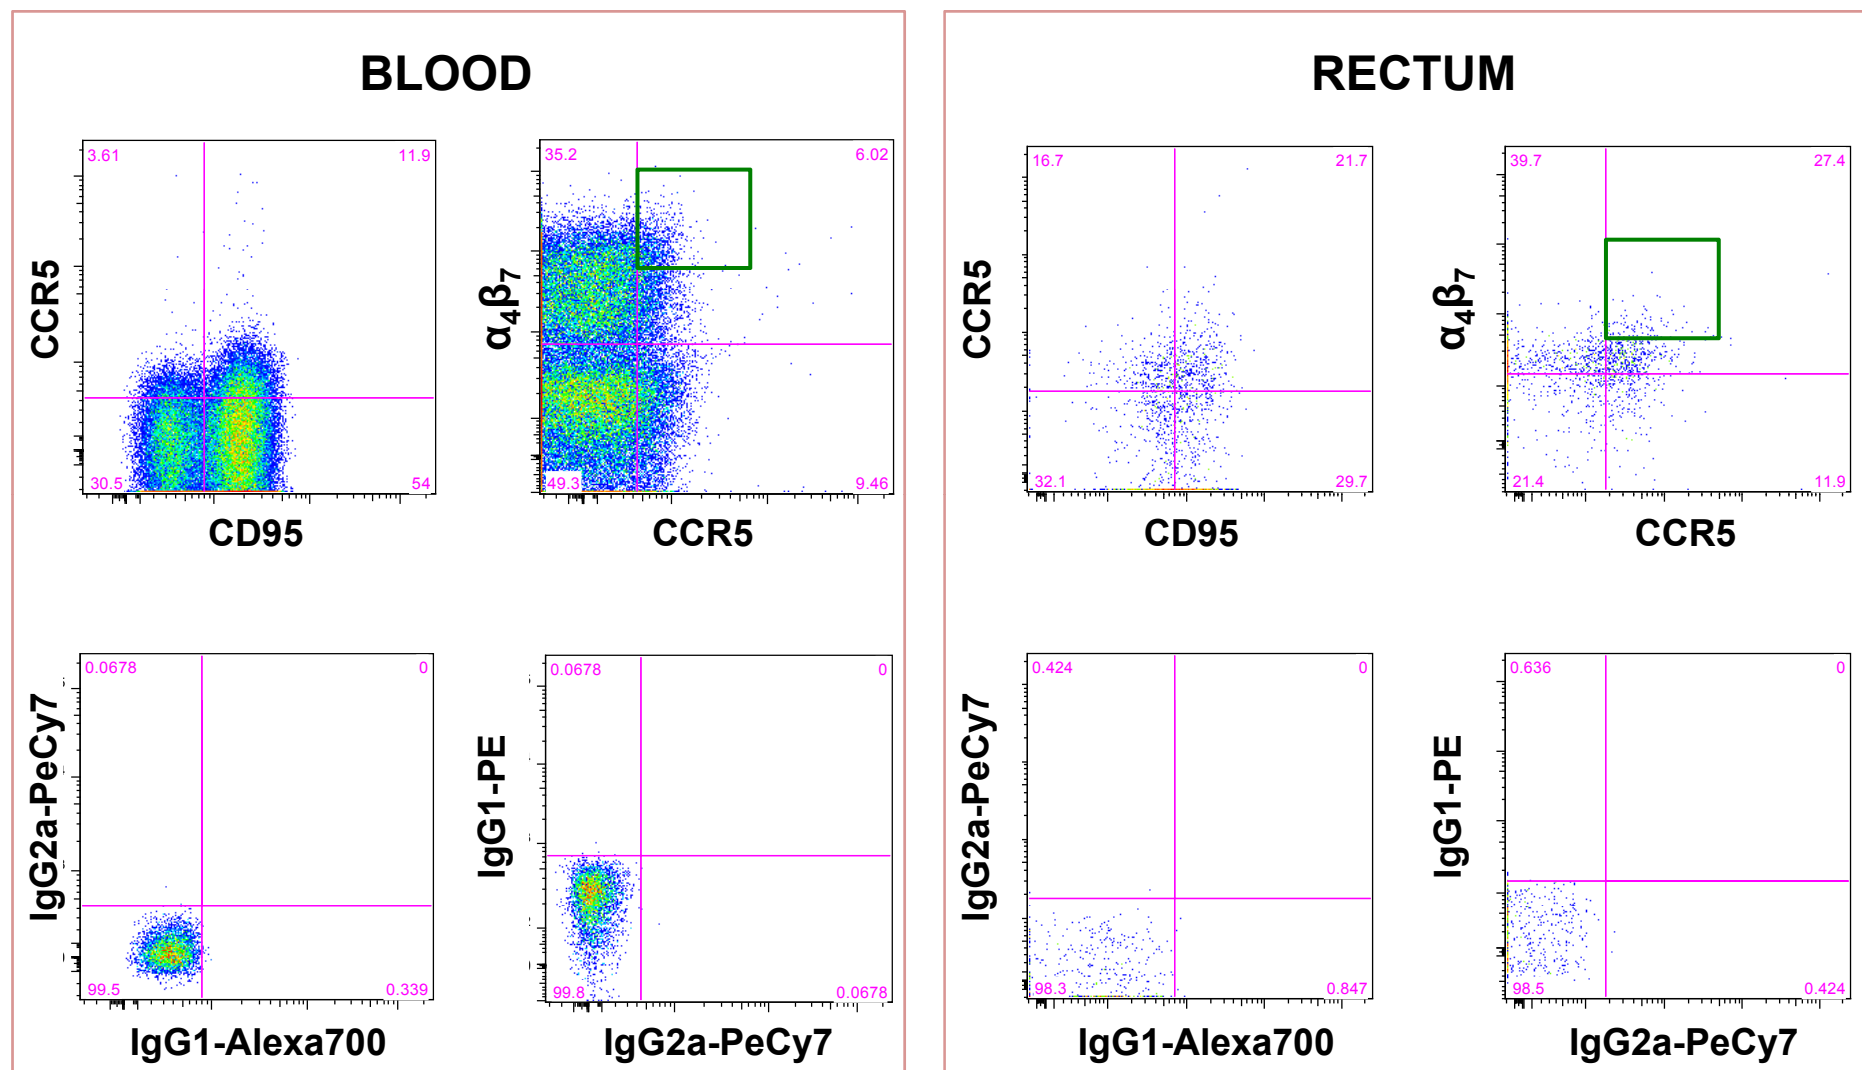 BLOOD
3.61
11.9
30.5
54
CCR5
CD95
35.2
6.02
49.3
9.46
α4β7
CCR5
0.0678
0
99.5
0.339
IgG2a-PeCy7
IgG1-Alexa700
0.0678
0
99.8
0.0678
IgG1-PE
IgG2a-PeCy7
RECTUM
16.7
21.7
32.1
29.7
CCR5
CD95
39.7
27.4
21.4
11.9
α4β7
CCR5
0.424
0
98.3
0.847
IgG2a-PeCy7
IgG1-Alexa700
0.636
0
98.5
0.424
IgG1-PE
IgG2a-PeCy7